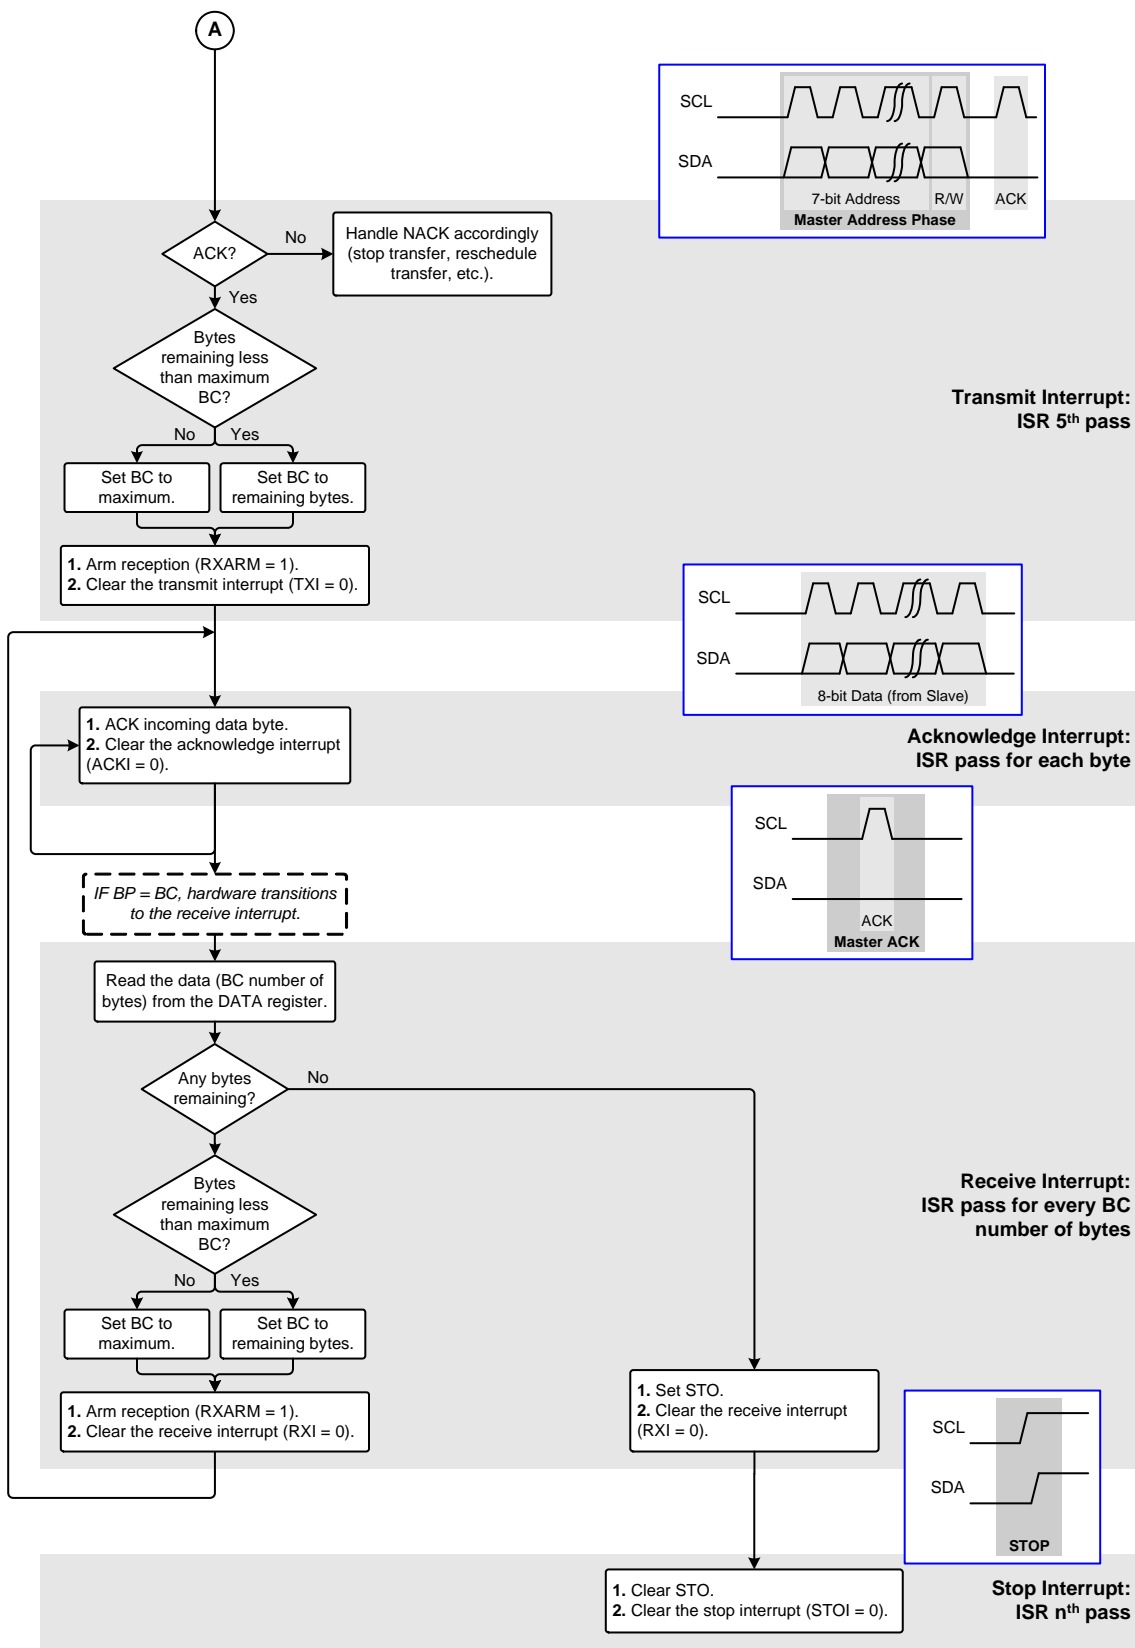 A
SCL
SDA
7-bit Address
R/W
ACK
Master Address Phase
ACK?
No
Handle NACK accordingly
(stop transfer, reschedule
transfer, etc.).
Yes
Bytes
remaining less
than maximum
BC?
Transmit Interrupt:
ISR 5th pass
No
Yes
Set BC to
maximum.
Set BC to
remaining bytes.
1. Arm reception (RXARM = 1).
2. Clear the transmit interrupt (TXI = 0).
SCL
SDA
8-bit Data (from Slave)
1. ACK incoming data byte.
2. Clear the acknowledge interrupt
(ACKI = 0).
Acknowledge Interrupt:
ISR pass for each byte
SCL
SDA
ACK
Master ACK
IF BP = BC, hardware transitions
to the receive interrupt.
Read the data (BC number of
bytes) from the DATA register.
Any bytes
remaining?
No
Bytes
remaining less
than maximum
BC?
Receive Interrupt:
ISR pass for every BC
number of bytes
No
Yes
Set BC to
maximum.
Set BC to
remaining bytes.
1. Arm reception (RXARM = 1).
2. Clear the receive interrupt (RXI = 0).
1. Set STO.
2. Clear the receive interrupt
(RXI = 0).
SCL
SDA
STOP
1. Clear STO.
2. Clear the stop interrupt (STOI = 0).
Stop Interrupt:
ISR nth pass